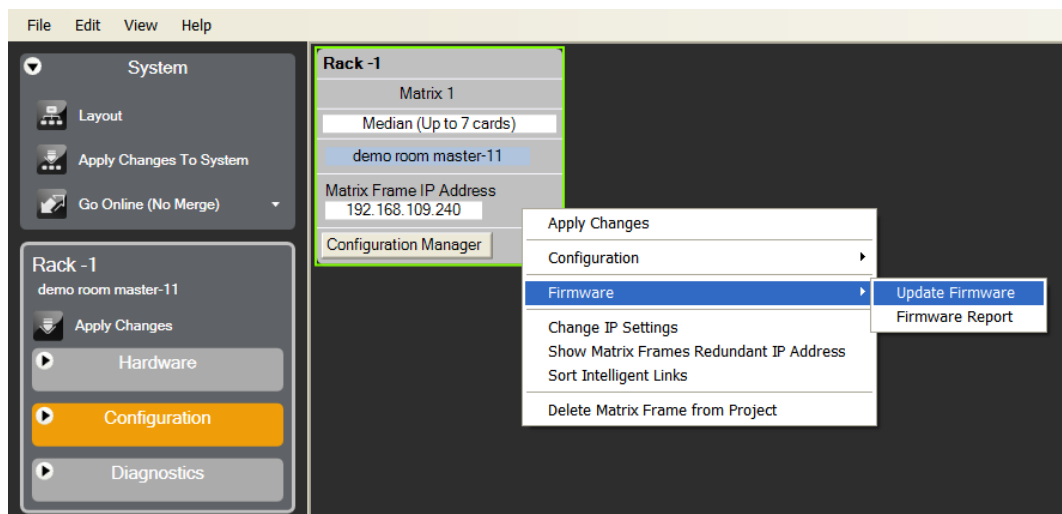 File Edit View Help
System
Layout
Apply Changes To System
Go Online (No Merge)
Rack -1
demo room master-11
Apply Changes
Hardware
Configuration
Diagnostics
Rack -1
Matrix 1
Median (Up to 7 cards)
demo room master-11
Matrix Frame IP Address
192.168.109.240
Configuration Manager
Apply Changes
Configuration
Firmware
Change IP Settings
Show Matrix Frames Redundant IP Address
Sort Intelligent Links
Delete Matrix Frame from Project
Update Firmware
Firmware Report